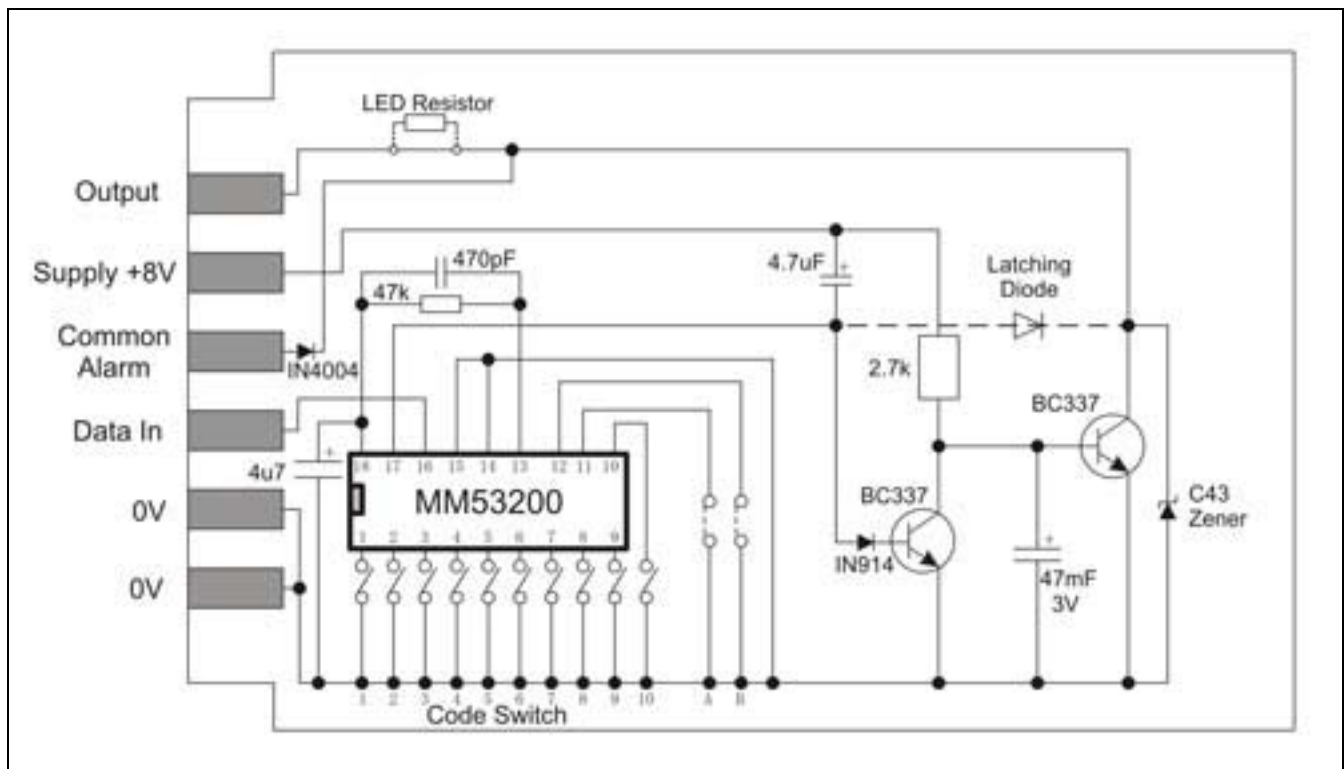 LED Resistor
Output
Supply +8V
Common
Alarm
Data In
0V
0V
IN4004
4u7
470pF
47k
4.7uF
Latching
Diode
2.7k
BC337
BC337
IN914
47mF
3V
C43
Zener
18 17 16 15 14 13 12 11 10
MM53200
1 2 3 4 5 6 7 8 9
1 2 3 4 5 6 7 8 9 10 A B
Code Switch